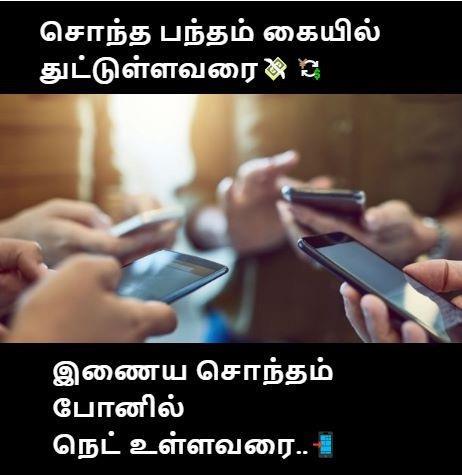 சொந்த பந்தம் கையில்
துட்டுள்ளவரை💸 💱
இணைய சொந்தம்
போனில்
நெட் உள்ளவரை..📲